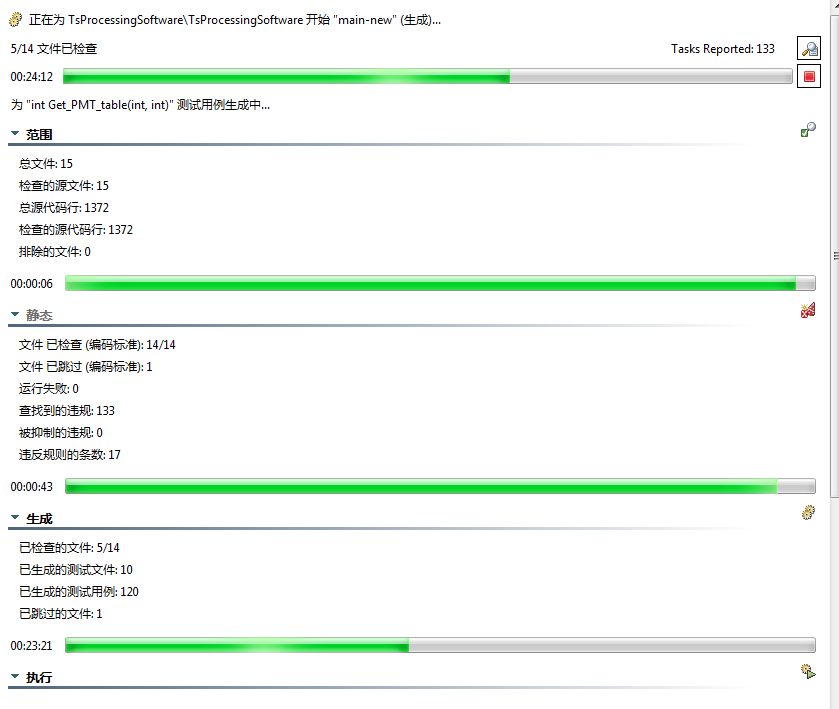 正在为 TsProcessingSoftware\TsProcessingSoftware 开始 "main-new" (生成)...
5/14 文件已检查 Tasks Reported: 133
00:24:12
为 "int Get_PMT_table(int, int)" 测试用例生成中...
范围
总文件: 15
检查的源文件: 15
总源代码行: 1372
检查的源代码行: 1372
排除的文件: 0
00:00:06
静态
文件 已检查 (编码标准): 14/14
文件 已跳过 (编码标准): 1
运行失败: 0
查找到的违规: 133
被抑制的违规: 0
违反规则的条数: 17
00:00:43
生成
已检查的文件: 5/14
已生成的测试文件: 10
已生成的测试用例: 120
已跳过的文件: 1
00:23:21
执行